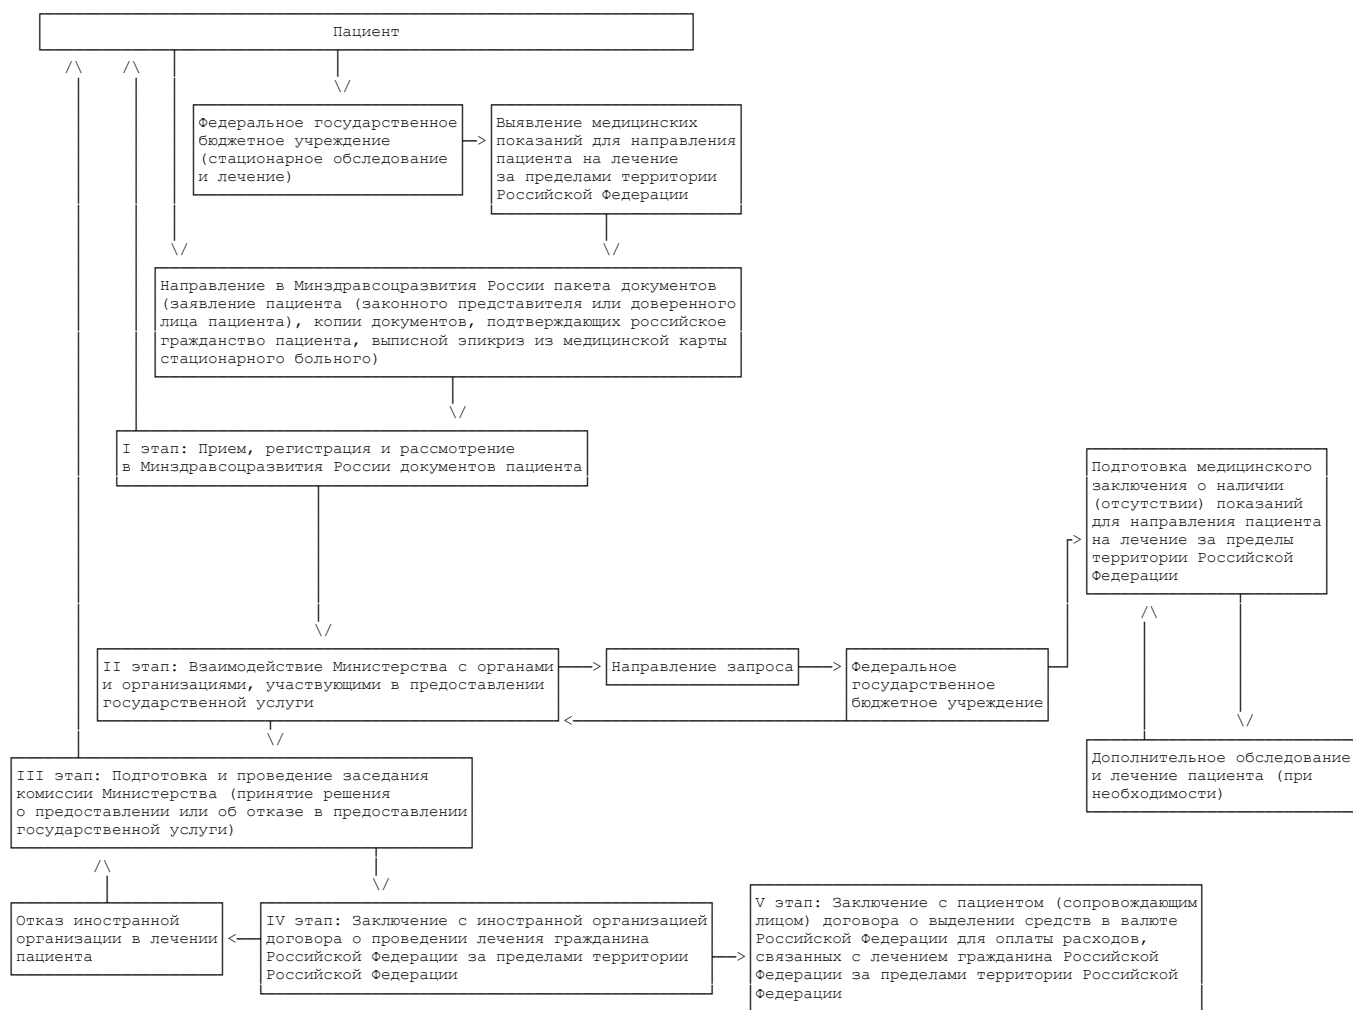 Пациент
Федеральное государственное
бюджетное учреждение
(стационарное обследование
и лечение)
Выявление медицинских
показаний для направления
пациента на лечение
за пределами территории
Российской Федерации
Направление в Минздравсоцразвития России пакета документов
(заявление пациента (законного представителя или доверенного
лица пациента), копии документов, подтверждающих российское
гражданство пациента, выписной эпикриз из медицинской карты
стационарного больного)
I этап: Прием, регистрация и рассмотрение
в Минздравсоцразвития России документов пациента
Подготовка медицинского
заключения о наличии
(отсутствии) показаний
для направления пациента
на лечение за пределы
территории Российской
Федерации
II этап: Взаимодействие Министерства с органами
и организациями, участвующими в предоставлении
государственной услуги
Направление запроса
Федеральное
государственное
бюджетное учреждение
Дополнительное обследование
и лечение пациента (при
необходимости)
III этап: Подготовка и проведение заседания
комиссии Министерства (принятие решения
о предоставлении или об отказе в предоставлении
государственной услуги)
Отказ иностранной
организации в лечении
пациента
IV этап: Заключение с иностранной организацией
договора о проведении лечения гражданина
Российской Федерации за пределами территории
Российской Федерации
V этап: Заключение с пациентом (сопровождающим
лицом) договора о выделении средств в валюте
Российской Федерации для оплаты расходов,
связанных с лечением гражданина Российской
Федерации за пределами территории Российской
Федерации